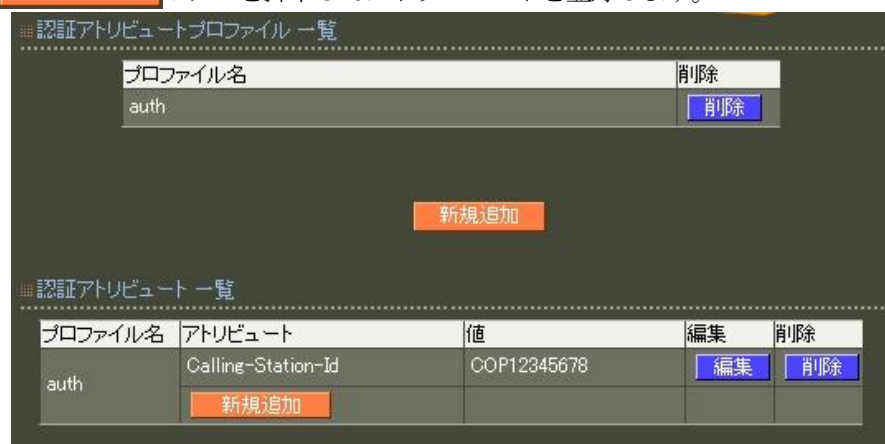 認証アトリビュートプロファイル 一覧
プロファイル名 削除
auth 削除
新規追加
認証アトリビュート 一覧
プロファイル名 アトリビュート 値 編集 削除
auth Calling-Station-Id COP12345678 編集 削除
新規追加